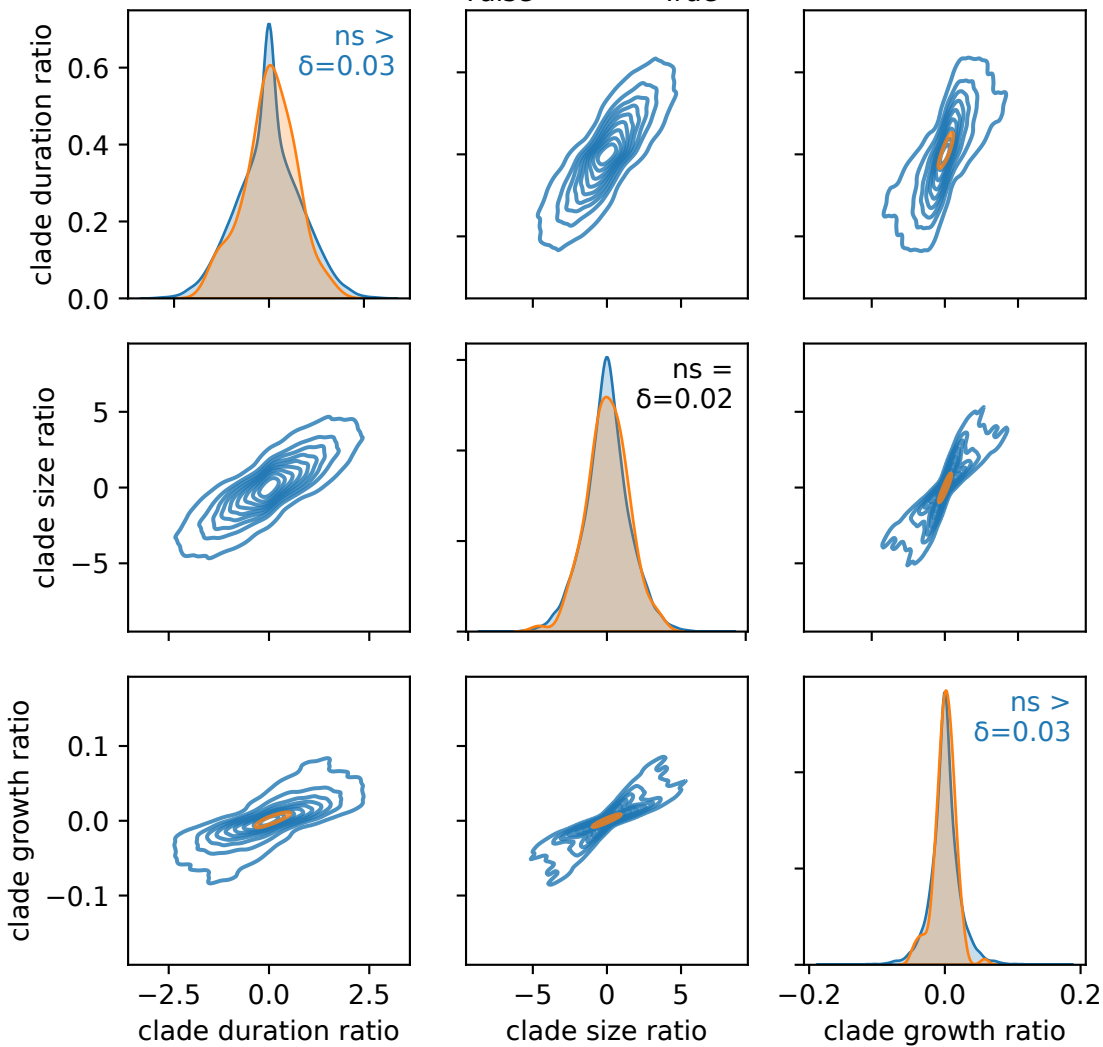 clade duration ratio
0.6
0.4
0.2
0.0
ns >
δ=0.03
clade size ratio
5
0
−5
ns =
δ=0.02
−5
0
5
clade growth ratio
0.1
0.0
−0.1
ns >
δ=0.03
−2.5
0.0
2.5
−5
0
5
−0.2
0.0
0.2
clade duration ratio
clade size ratio
clade growth ratio